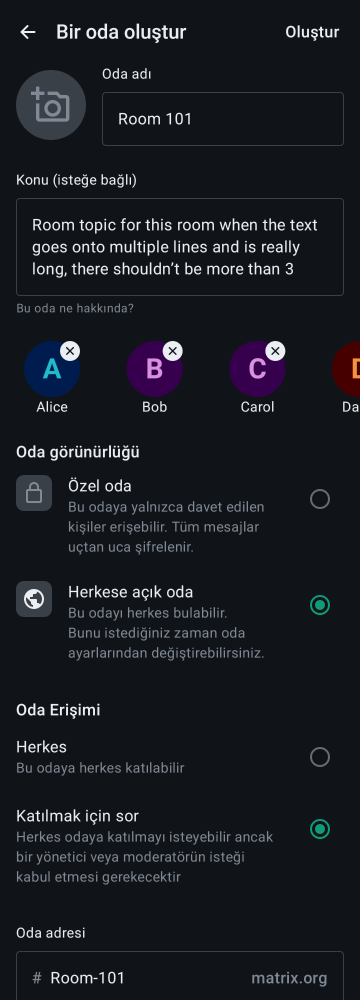 Bir oda oluştur
Oluştur
Oda adı
Room 101
Konu (isteğe bağlı)
Room topic for this room when the text
goes onto multiple lines and is really
long, there shouldn’t be more than 3
Bu oda ne hakkında?
A
B
C
D
Alice
Bob
Carol
Da
Oda görünürlüğü
Özel oda
Bu odaya yalnızca davet edilen
kişiler erişebilir. Tüm mesajlar
uçtan uca şifrelenir.
Herkese açık oda
Bu odayı herkes bulabilir.
Bunu istediğiniz zaman oda
ayarlarından değiştirebilirsiniz.
Oda Erişimi
Herkes
Bu odaya herkes katılabilir
Katılmak için sor
Herkes odaya katılmayı isteyebilir ancak
bir yönetici veya moderatörün isteği
kabul etmesi gerekecektir
Oda adresi
# Room-101 matrix.org